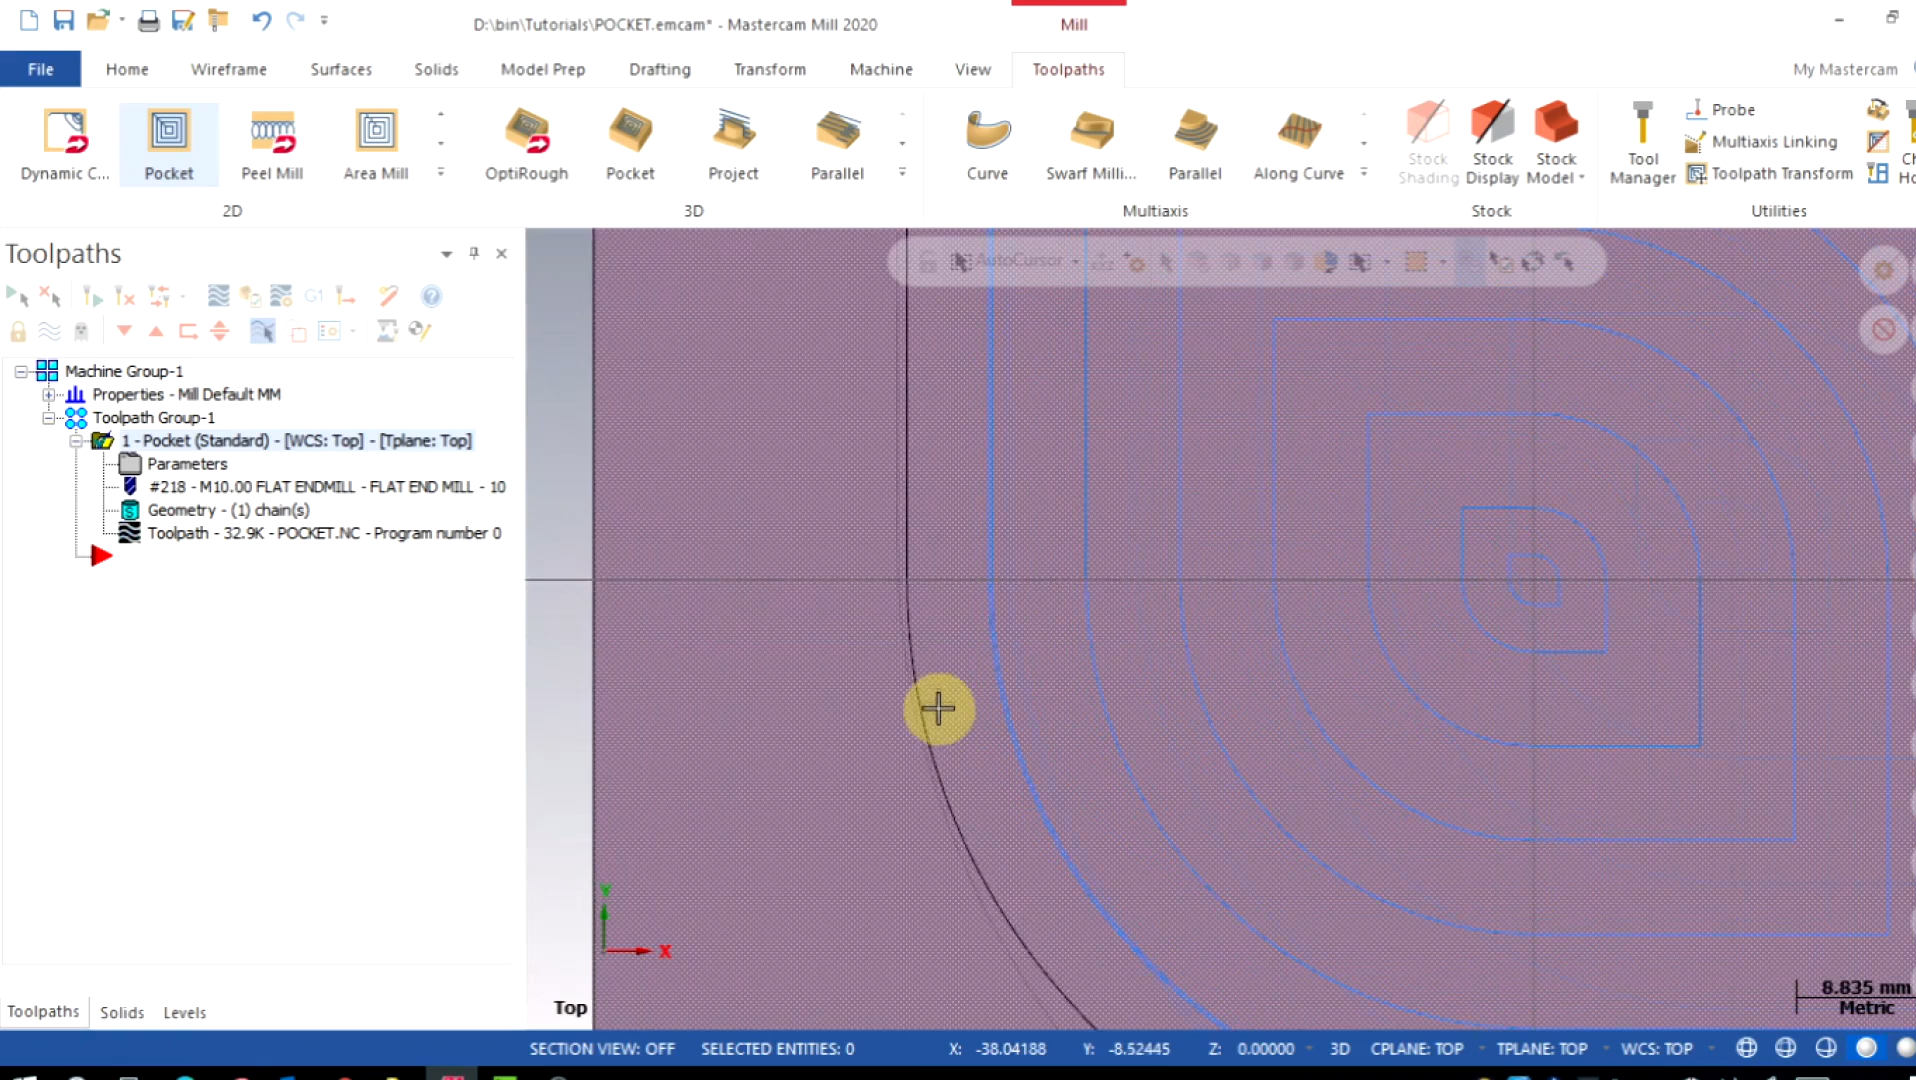 D:\bin\Tutorials\POCKET.emcam* - Mastercam Mill 2020
Mill
File
Home
Wireframe
Surfaces
Solids
Model Prep
Drafting
Transform
Machine
View
Toolpaths
My Mastercam
Dynamic C...
Pocket
Peel Mill
Area Mill
OptiRough
Pocket
Project
Parallel
Curve
Swarf Milli...
Parallel
Along Curve
Stock
Shading
Stock
Display
Stock
Model
Tool
Manager
Probe
Multiaxis Linking
Toolpath Transform
2D
3D
Multiaxis
Stock
Utilities
Toolpaths
AutoCursor
G1
Machine Group-1
Properties - Mill Default MM
Toolpath Group-1
1 - Pocket (Standard) - [WCS: Top] - [Tplane: Top]
Parameters
#218 - M10.00 FLAT ENDMILL - FLAT END MILL - 10
Geometry - (1) chain(s)
Toolpath - 32.9K - POCKET.NC - Program number 0
Y
X
Top
8.835 mm
Metric
Toolpaths
Solids
Levels
SECTION VIEW: OFF
SELECTED ENTITIES: 0
X: -38.04188
Y: -8.52445
Z: 0.00000
3D
CPLANE: TOP
TPLANE: TOP
WCS: TOP